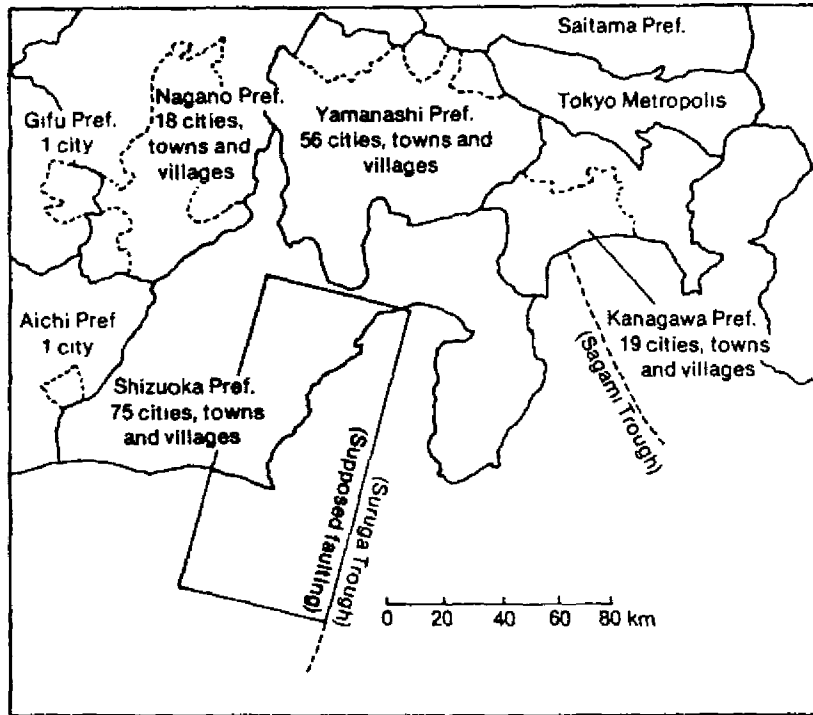 Saitama Pref.
Tokyo Metropolis
Nagano Pref.
18 cities,
towns and
villages
Yamanashi Pref.
56 cities, towns and
villages
Gifu Pref.
1 city
Aichi Pref
1 city
Shizuoka Pref.
75 cities, towns
and villages
Kanagawa Pref.
19 cities, towns
and villages
(Sagami Trough)
(Suruga Trough)
(Supposed faulting)
0 20 40 60 80 km